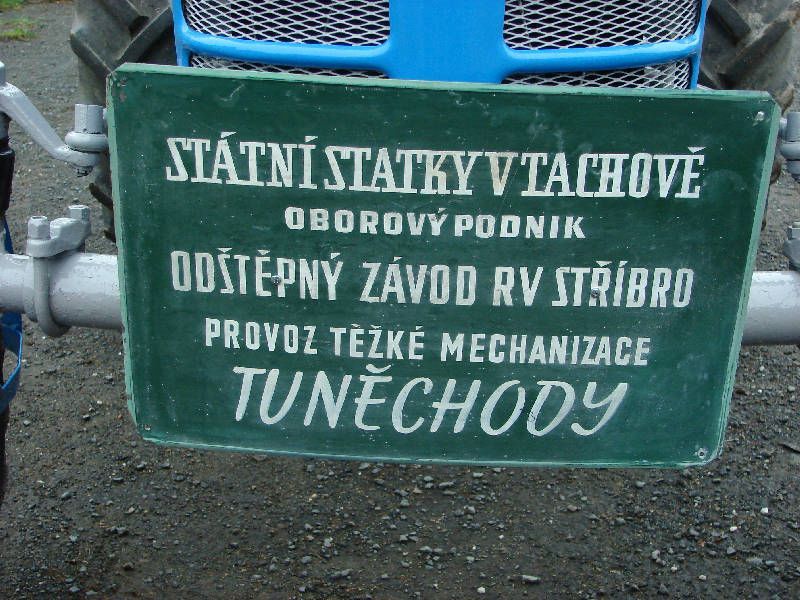 STÁTNÍ STATKY V TACHOVĚ
OBOROVÝ PODNIK
ODŠTĚPNÝ ZÁVOD RV STŘÍBRO
PROVOZ TĚŽKÉ MECHANIZACE
TUNĚCHODY